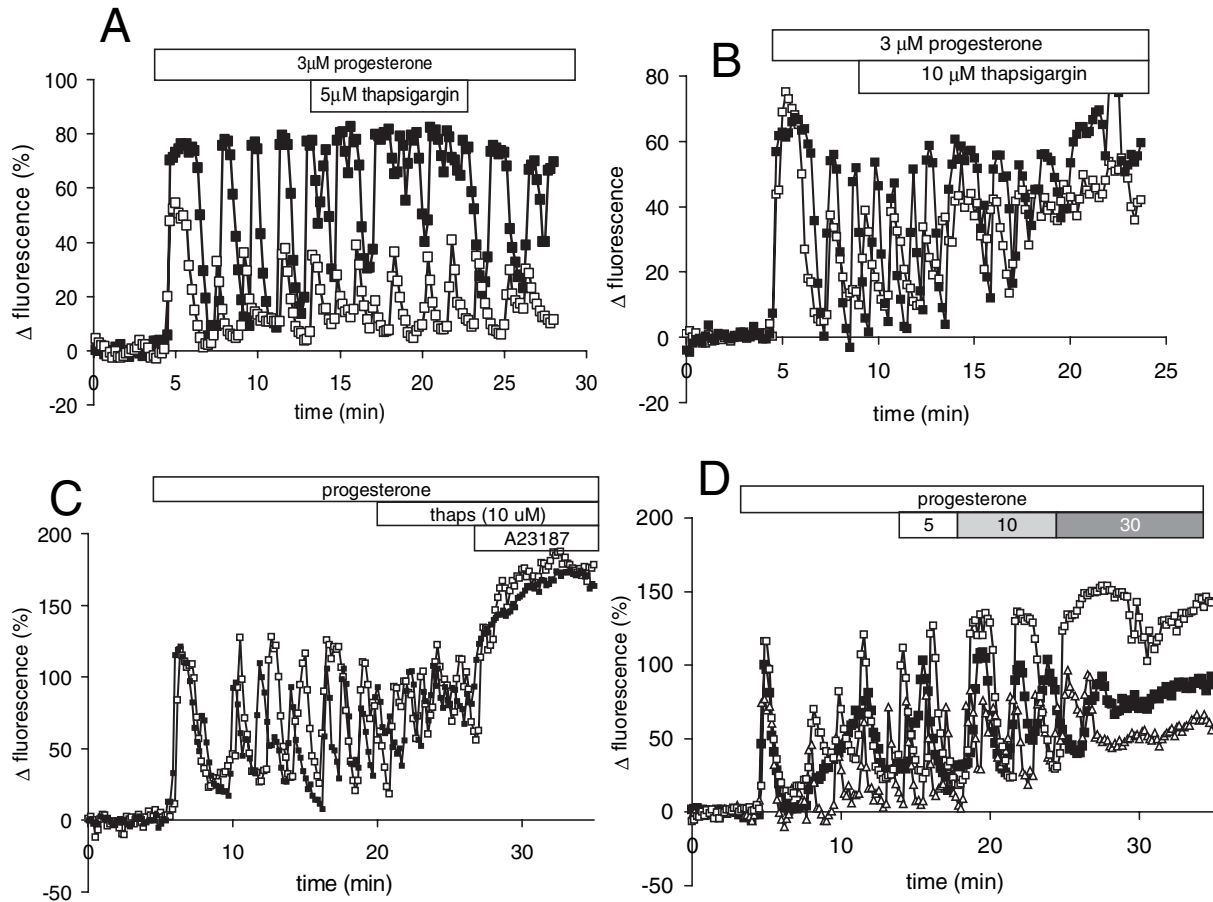 A
3μM progesterone
5μM thapsigargin
100
80
60
40
20
0
-20
0 5 10 15 20 25 30
Δ fluorescence (%)
time (min)
B
3 μM progesterone
10 μM thapsigargin
80
60
40
20
0
-20
0 5 10 15 20 25
Δ fluorescence
time (min)
C
progesterone
thaps (10 uM)
A23187
200
150
100
50
0
-50
0 10 20 30
Δ fluorescence (%)
time (min)
D
progesterone
5 10 30
200
150
100
50
0
-50
0 10 20 30
Δ fluorescence (%)
time (min)